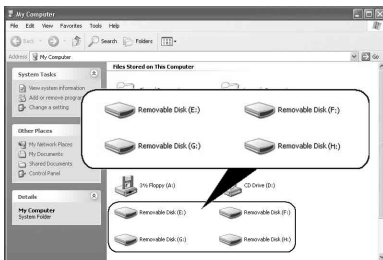 My Computer
File Edit View Favorites Tools Help
Back Search Folders
Address My Computer Go
Files Stored on This Computer
System Tasks
View system information
Add or remove programs
Change a setting
Removable Disk (E:) Removable Disk (F:)
Removable Disk (G:) Removable Disk (H:)
Other Places
My Network Places
My Documents
Shared Documents
Control Panel
3½ Floppy (A:) CD Drive (D:)
Details
My Computer
System Folder
Removable Disk (E:) Removable Disk (F:)
Removable Disk (G:) Removable Disk (H:)